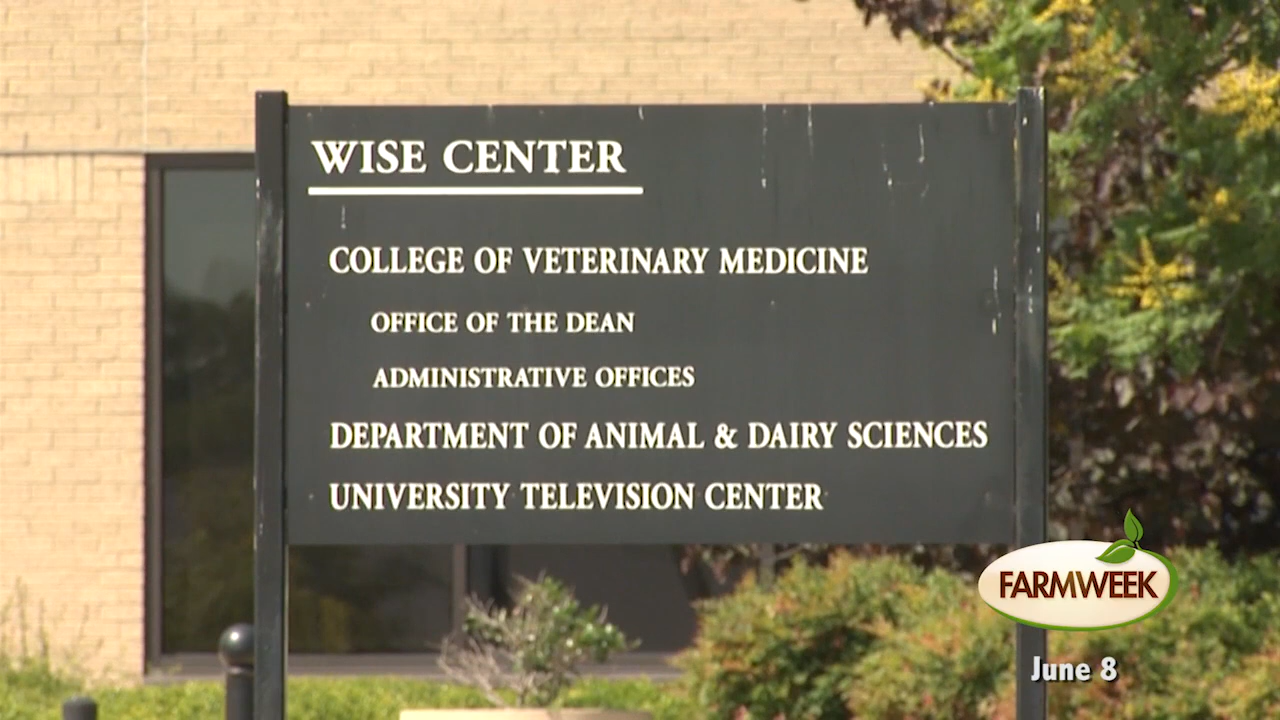 WISE CENTER
COLLEGE OF VETERINARY MEDICINE
OFFICE OF THE DEAN
ADMINISTRATIVE OFFICES
DEPARTMENT OF ANIMAL & DAIRY SCIENCES
UNIVERSITY TELEVISION CENTER
FARMWEEK
June 8